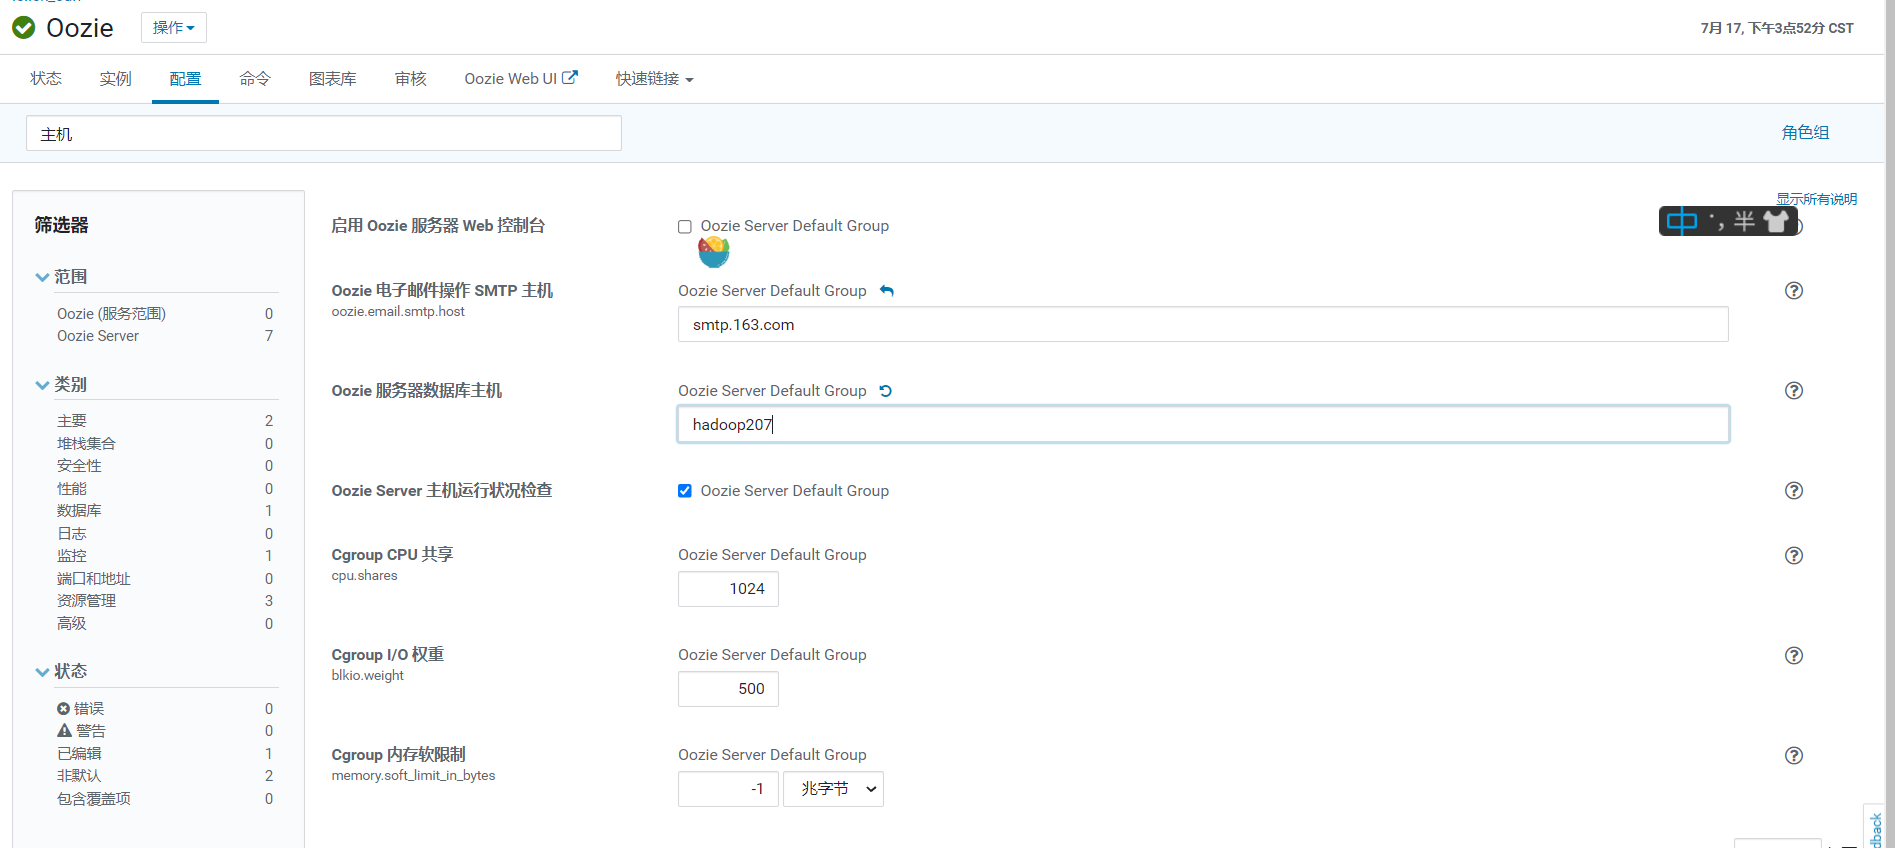 Oozie 操作
7月 17, 下午3点52分 CST
状态 实例 配置 命令 图表库 审核 Oozie Web UI 快速链接
主机
角色组
显示所有说明
中 半
筛选器
范围
Oozie (服务范围) 0
Oozie Server 7
类别
主要 2
堆栈集合 0
安全性 0
性能 0
数据库 1
日志 0
监控 1
端口和地址 0
资源管理 3
高级 0
状态
错误 0
警告 0
已编辑 1
非默认 2
包含覆盖项 0
启用 Oozie 服务器 Web 控制台
Oozie Server Default Group
Oozie 电子邮件操作 SMTP 主机
oozie.email.smtp.host
Oozie Server Default Group
smtp.163.com
Oozie 服务器数据库主机
Oozie Server Default Group
hadoop207
Oozie Server 主机运行状况检查
Oozie Server Default Group
Cgroup CPU 共享
cpu.shares
Oozie Server Default Group
1024
Cgroup I/O 权重
blkio.weight
Oozie Server Default Group
500
Cgroup 内存软限制
memory.soft_limit_in_bytes
Oozie Server Default Group
-1 兆字节
dback